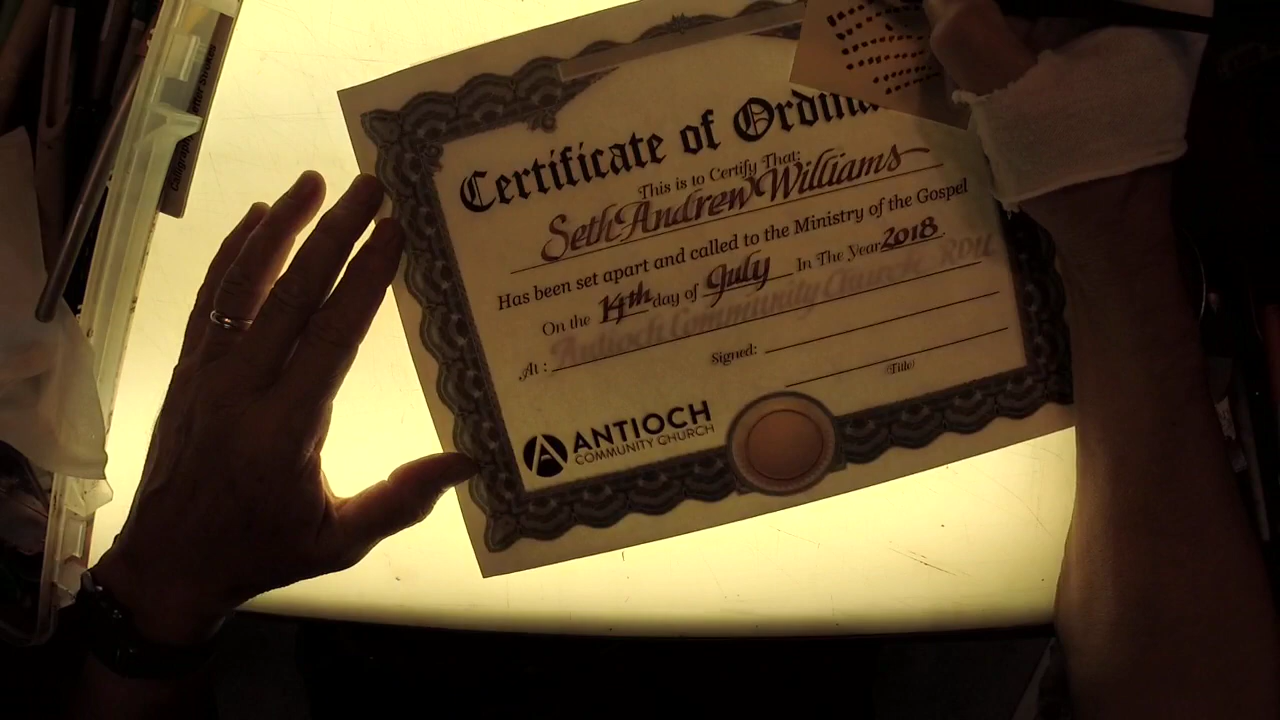 Certificate of Ordina
This is to Certify That:
Seth Andrew Williams
Has been set apart and called to the Ministry of the Gospel
On the 14th day of July In The Year 2018.
At : Antioch Community Church RDU
Signed:
(Title)
ANTIOCH
COMMUNITY CHURCH